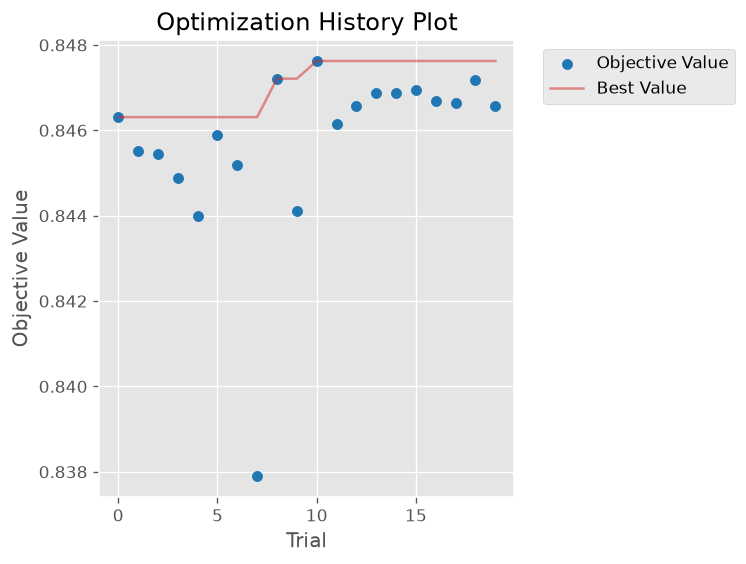 Optimization History Plot
0.848
0.846
0.844
0.842
0.840
0.838
Objective Value
0
5
10
15
Trial
Objective Value
Best Value